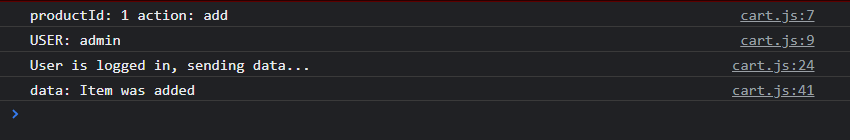 productId: 1 action: add cart.js:7
USER: admin cart.js:9
User is logged in, sending data... cart.js:24
data: Item was added cart.js:41